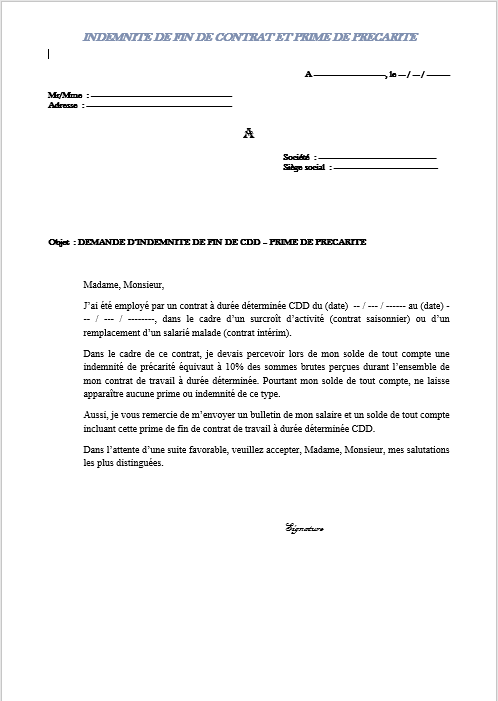 INDEMNITE DE FIN DE CONTRAT ET PRIME DE PRECARITE
A ____________, le __/ __/ ____
Mr/Mme : ________________________
Adresse : ________________________
A
Société : ____________________
Siège social : __________________
Objet : DEMANDE D'INDEMNITE DE FIN DE CDD – PRIME DE PRECARITE
Madame, Monsieur,
J'ai été employé par un contrat à durée déterminée CDD du (date) -- / --- / ------ au (date) -
-- / --- / --------, dans le cadre d'un surcroît d'activité (contrat saisonnier) ou d'un
remplacement d'un salarié malade (contrat intérim).
Dans le cadre de ce contrat, je devais percevoir lors de mon solde de tout compte une
indemnité de précarité équivaut à 10% des sommes brutes perçues durant l'ensemble de
mon contrat de travail à durée déterminée. Pourtant mon solde de tout compte, ne laisse
apparaître aucune prime ou indemnité de ce type.
Aussi, je vous remercie de m'envoyer un bulletin de mon salaire et un solde de tout compte
incluant cette prime de fin de contrat de travail à durée déterminée CDD.
Dans l'attente d'une suite favorable, veuillez accepter, Madame, Monsieur, mes salutations
les plus distinguées.
Signature